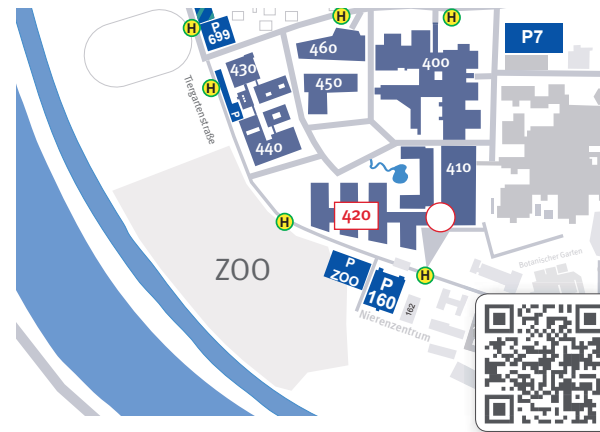 H
H
P
699
460
P7
430
400
450
H
P
Tiergartenstraße
440
410
420
H
ZOO
P
ZOO
P
160
H
Botanischer Garten
162
Nierenzentrum